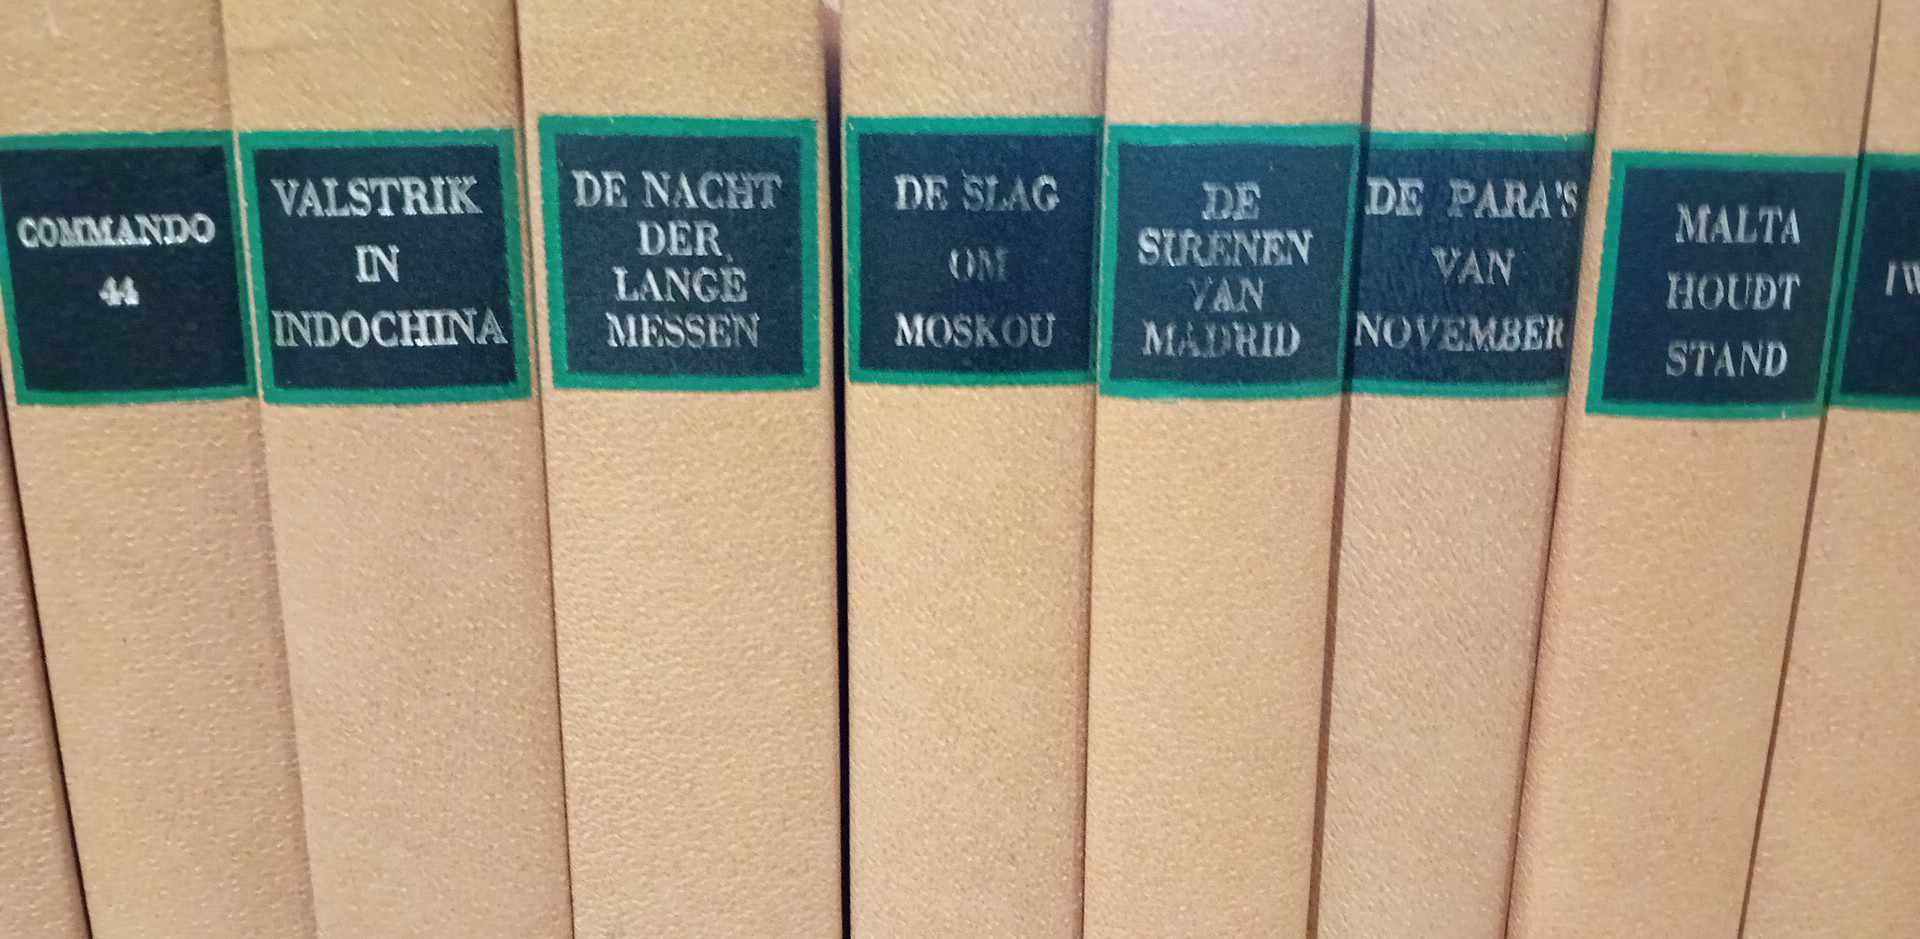 COMMANDO
44
VALSTRIK
IN
INDOCHINA
DE NACHT
DER
LANGE
MESSEN
DE SLAG
OM
MOSKOU
DE
SIRENEN
VAN
MADRID
DE PARA'S
VAN
NOVEMBER
MALTA
HOUDT
STAND